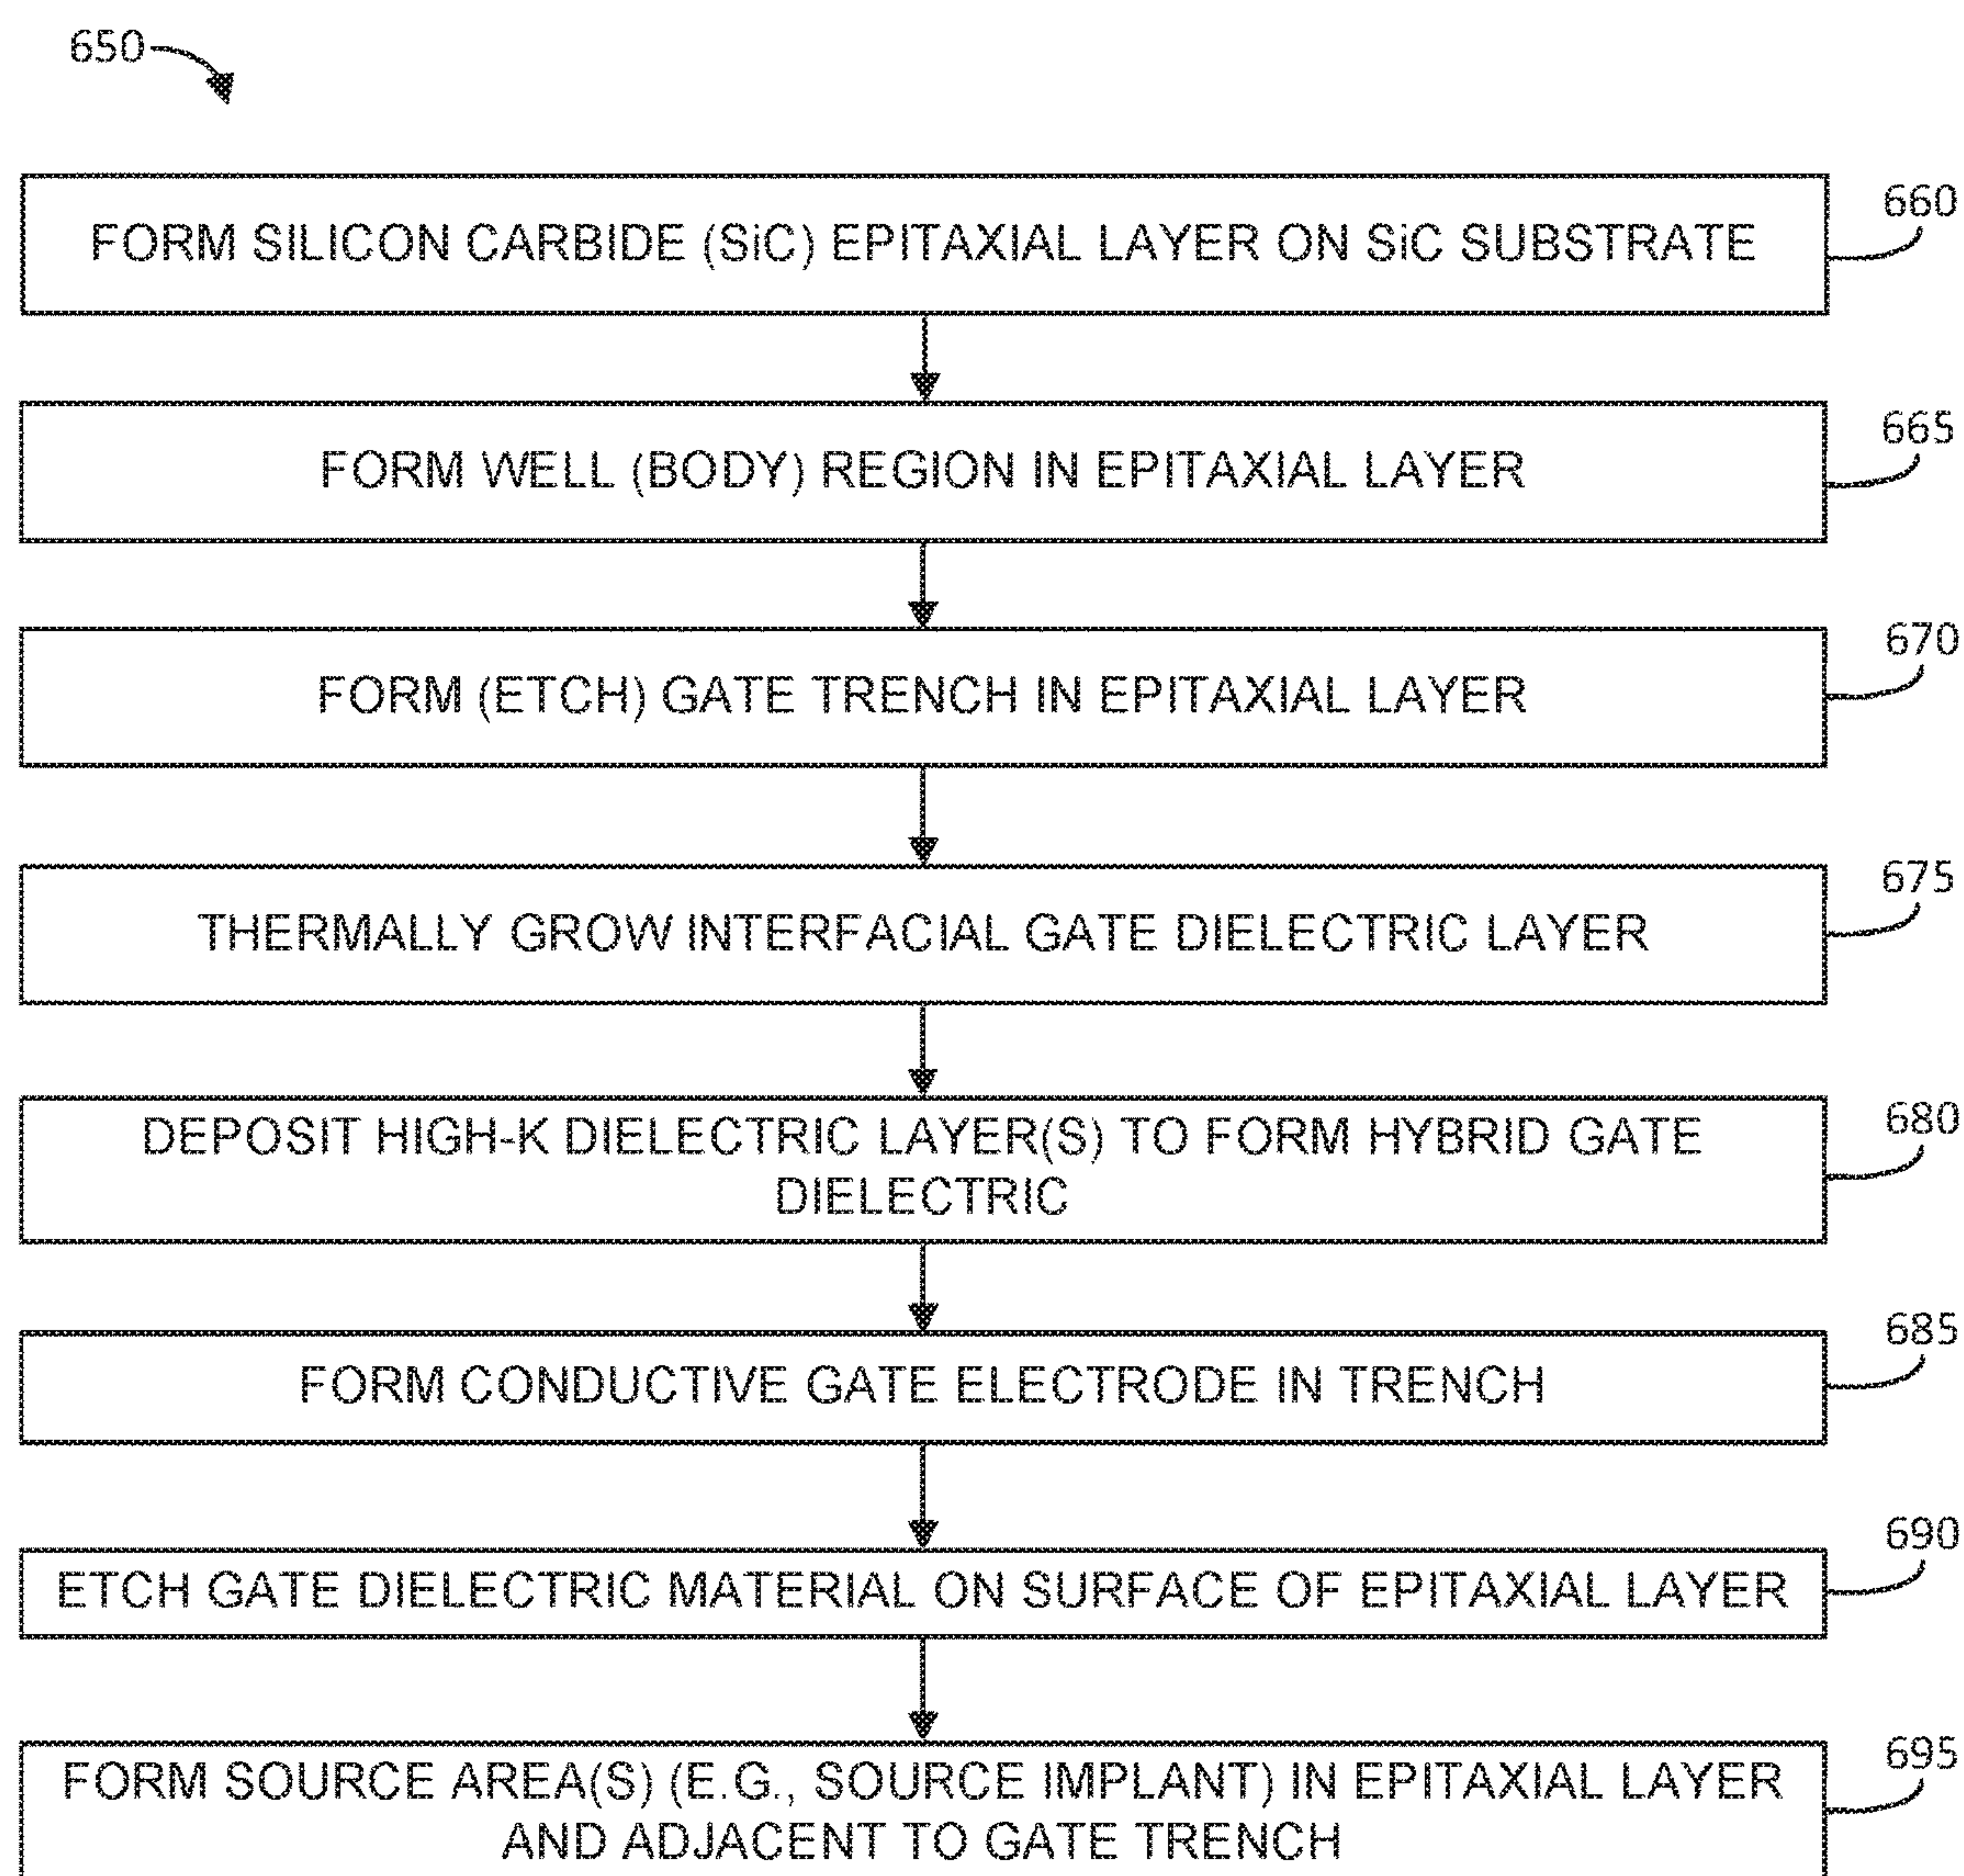 650
FORM SILICON CARBIDE (SiC) EPITAXIAL LAYER ON SiC SUBSTRATE
660
FORM WELL (BODY) REGION IN EPITAXIAL LAYER
665
FORM (ETCH) GATE TRENCH IN EPITAXIAL LAYER
670
THERMALLY GROW INTERFACIAL GATE DIELECTRIC LAYER
675
DEPOSIT HIGH-K DIELECTRIC LAYER(S) TO FORM HYBRID GATE
DIELECTRIC
680
FORM CONDUCTIVE GATE ELECTRODE IN TRENCH
685
ETCH GATE DIELECTRIC MATERIAL ON SURFACE OF EPITAXIAL LAYER
690
FORM SOURCE AREA(S) (E.G., SOURCE IMPLANT) IN EPITAXIAL LAYER
AND ADJACENT TO GATE TRENCH
695